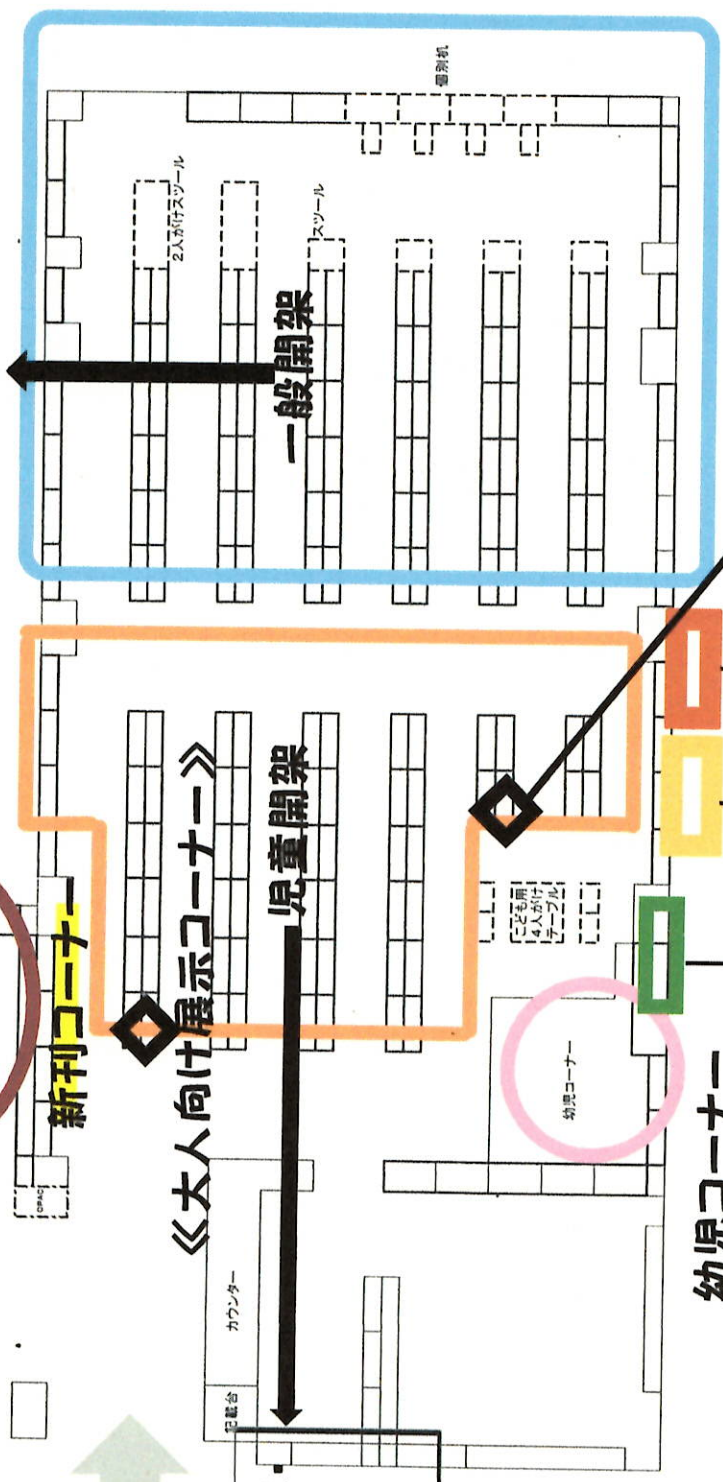 個別机
2人がけスツール
スツール
一般開架
新刊コーナー
《大人向け展示コーナー》
児童開架
こども用
4人がけ
テーブル
幼児コーナー
幼児コーナー
OPAC
カウンター
記載台